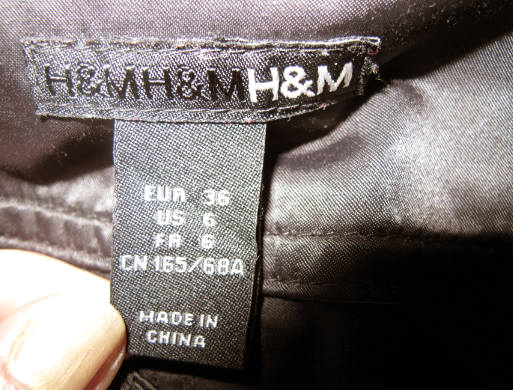 H&MH&MH&M
EUR 36
US 6
FR 6
CN 165/68A
MADE IN
CHINA